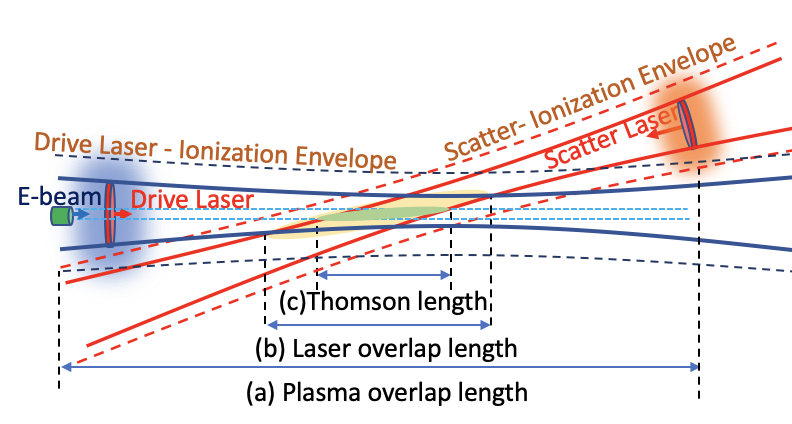 Scatter- Ionization Envelope
Drive Laser - Ionization Envelope
Scatter Laser
E-beam
Drive Laser
(c)Thomson length
(b) Laser overlap length
(a) Plasma overlap length